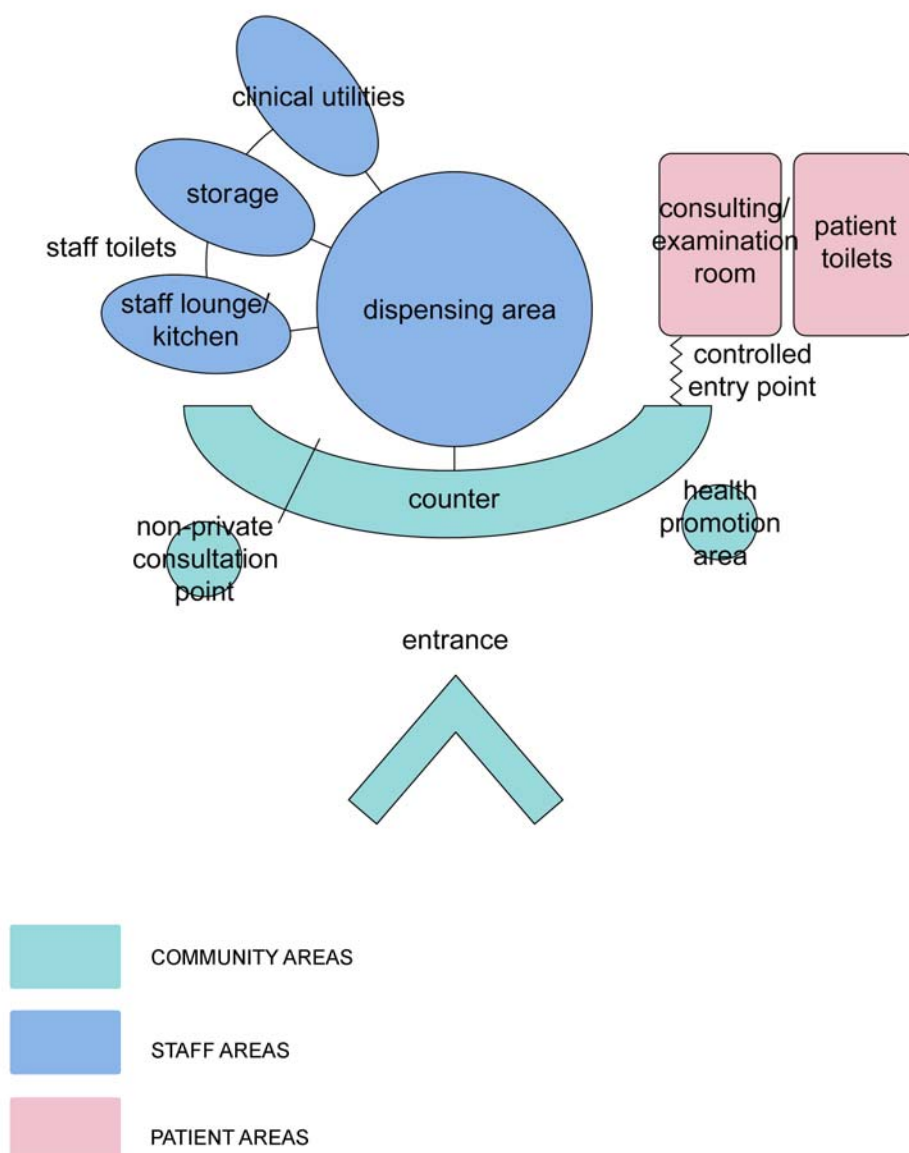 clinical utilities
storage
staff toilets
staff lounge/
kitchen
dispensing area
consulting/
examination
room
patient
toilets
controlled
entry point
counter
health
promotion
area
non-private
consultation
point
entrance
COMMUNITY AREAS
STAFF AREAS
PATIENT AREAS